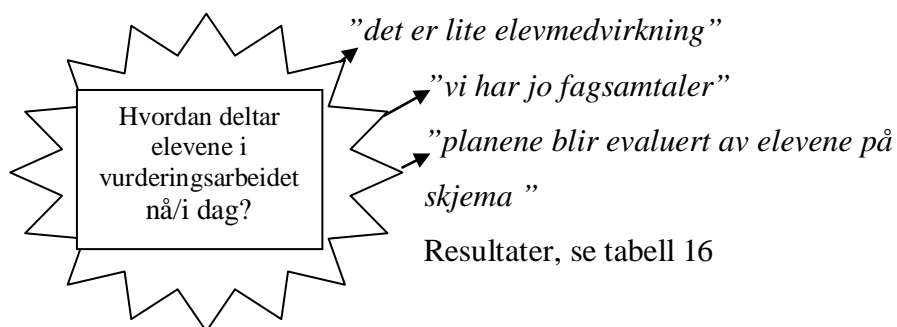 Hvordan deltar
elevene i
vurderingsarbeidet
nå/i dag?
”det er lite elevmedvirkning”
”vi har jo fagsamtaler”
”planene blir evaluert av elevene på
skjema ”
Resultater, se tabell 16